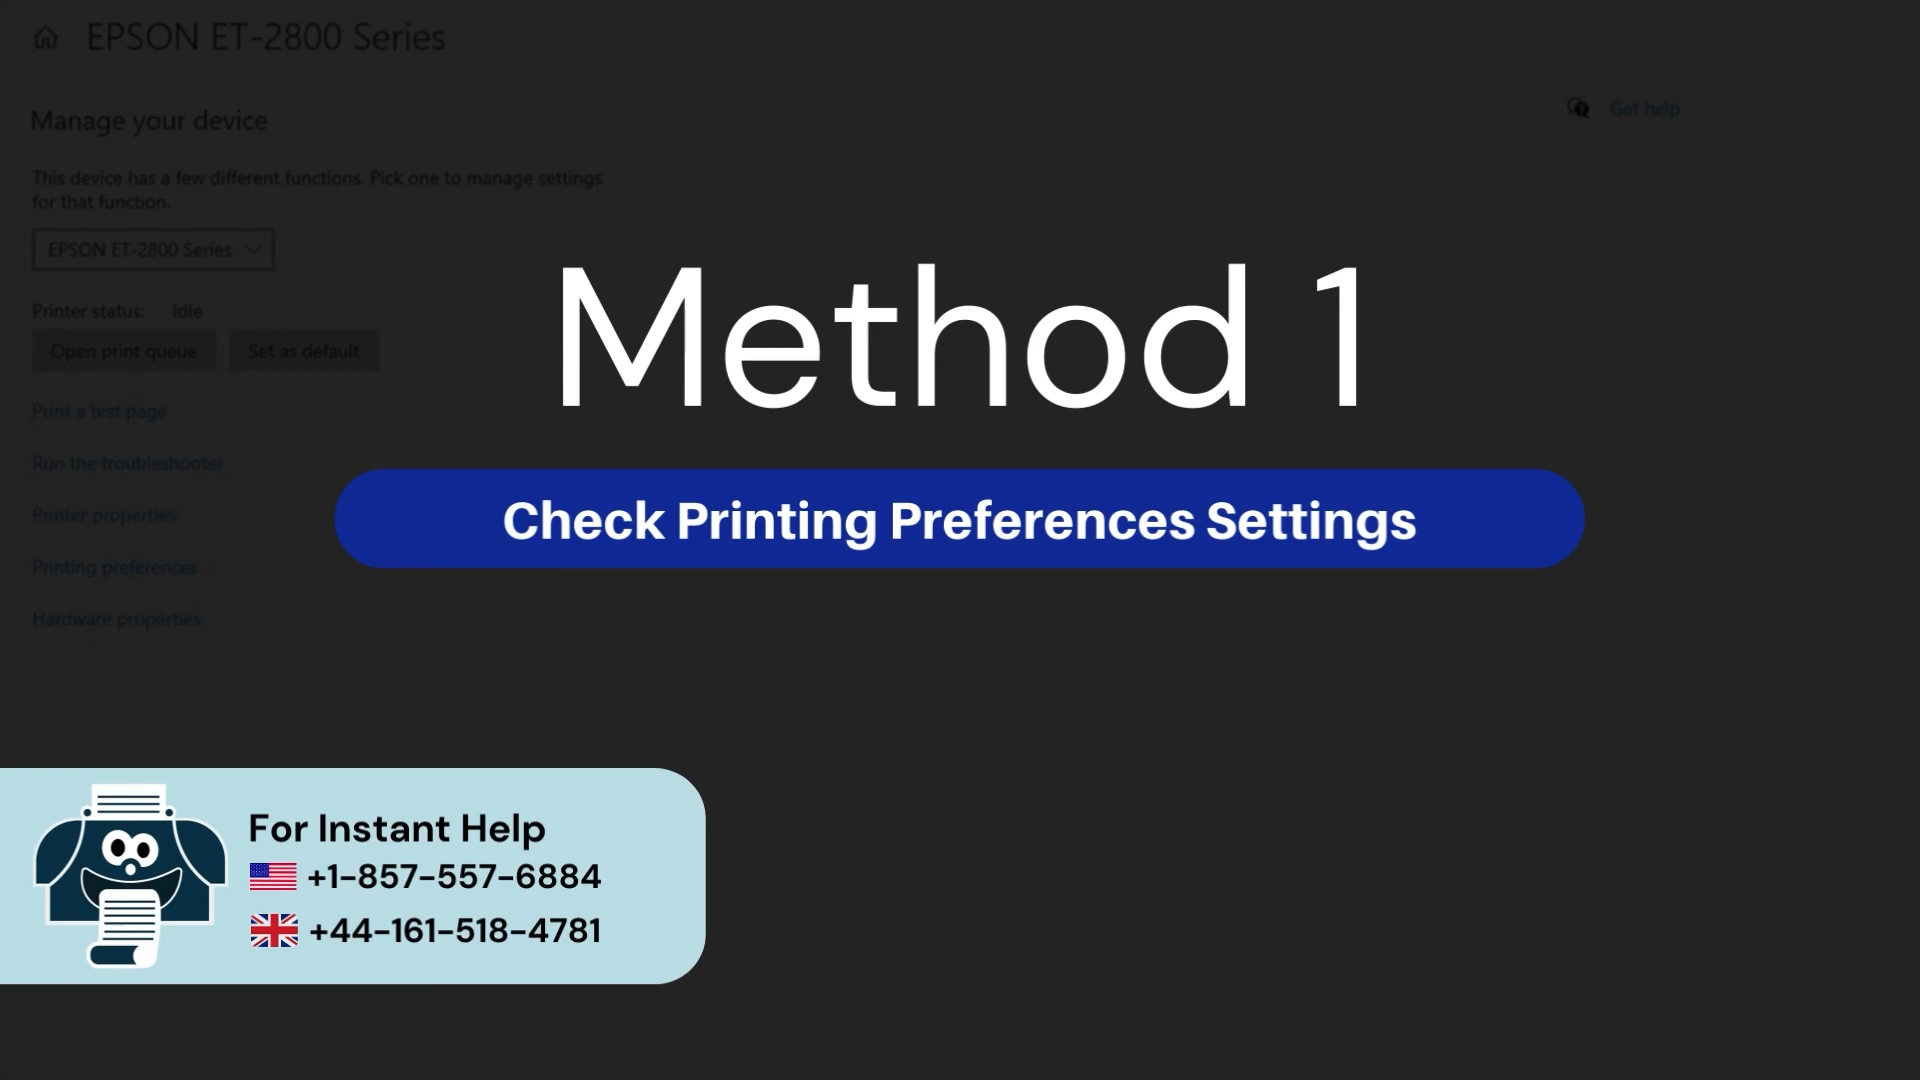 EPSON ET-2800 Series
Manage your device
Get help
This device has a few different functions. Pick one to manage settings
for that function.
EPSON ET-2800 Series
Printer status: Idle
Open print queue Set as default
Print a test page
Run the troubleshooter
Printer properties
Printing preferences
Hardware properties
Method 1
Check Printing Preferences Settings
For Instant Help
+1-857-557-6884
+44-161-518-4781